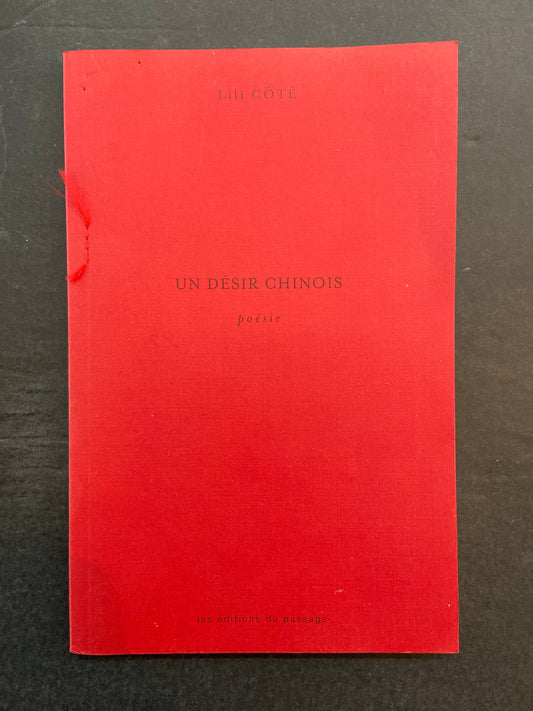 Lili CÔTÉ
UN DÉSIR CHINOIS
poésie
les éditions du passage